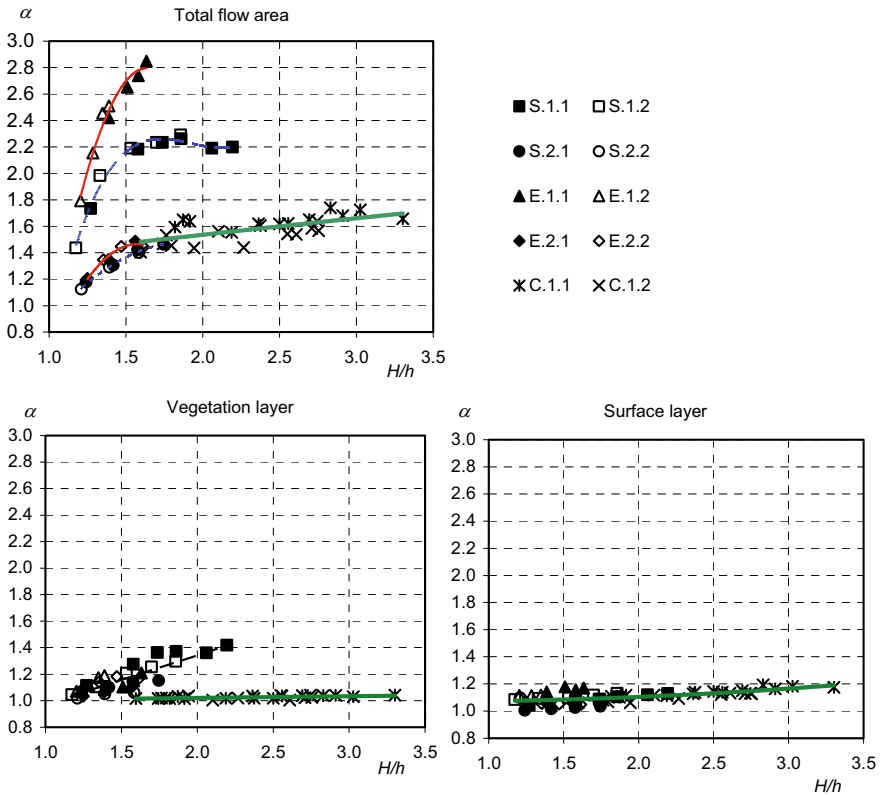 α Total flow area
3.0
2.8
2.6
2.4
2.2
2.0
1.8
1.6
1.4
1.2
1.0
0.8
1.0 1.5 2.0 2.5 3.0 3.5
H/h
S.1.1 S.1.2
S.2.1 S.2.2
E.1.1 E.1.2
E.2.1 E.2.2
C.1.1 C.1.2
α Vegetation layer
3.0
2.8
2.6
2.4
2.2
2.0
1.8
1.6
1.4
1.2
1.0
0.8
1.0 1.5 2.0 2.5 3.0 3.5
H/h
α Surface layer
3.0
2.8
2.6
2.4
2.2
2.0
1.8
1.6
1.4
1.2
1.0
0.8
1.0 1.5 2.0 2.5 3.0 3.5
H/h